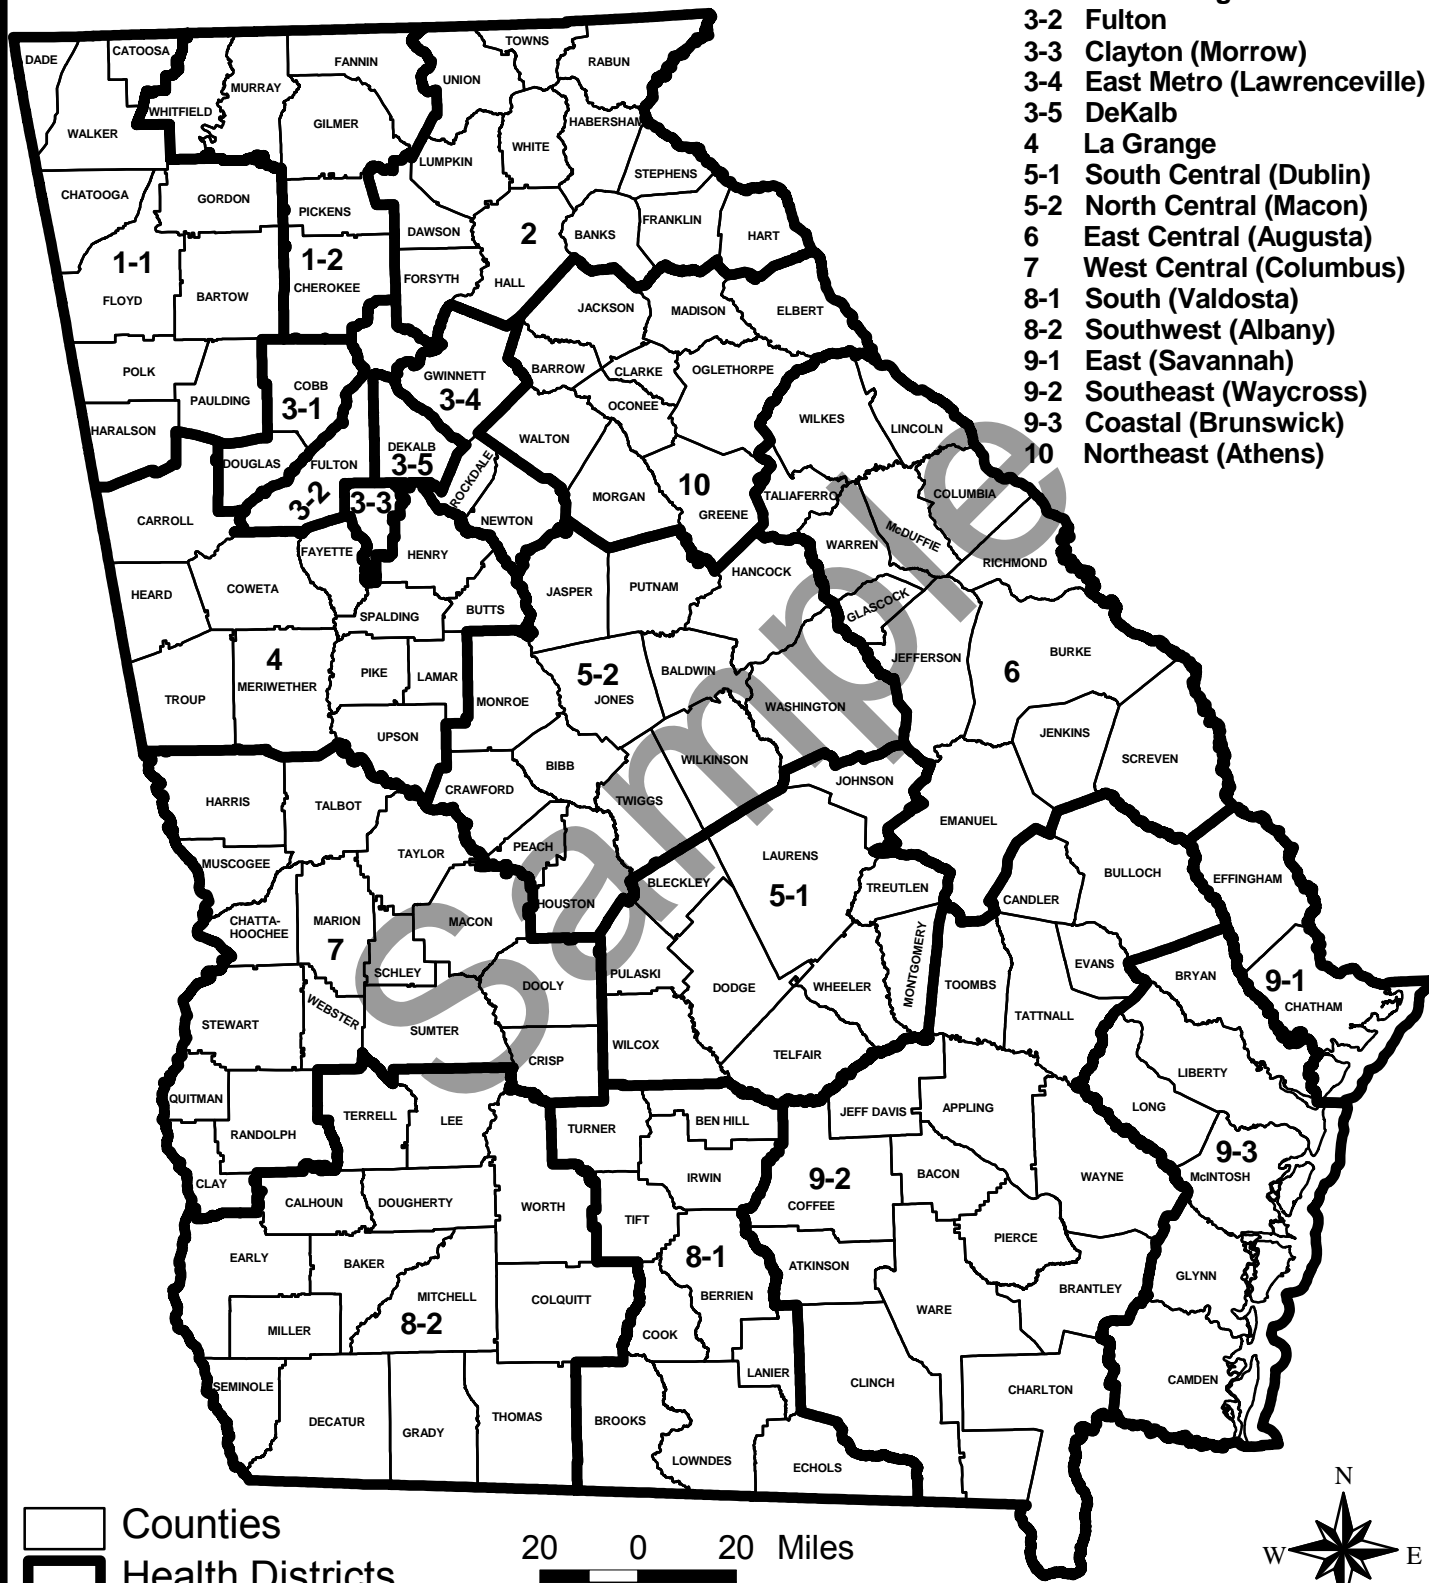 3-2 Fulton
3-3 Clayton (Morrow)
3-4 East Metro (Lawrenceville)
3-5 DeKalb
4 La Grange
5-1 South Central (Dublin)
5-2 North Central (Macon)
6 East Central (Augusta)
7 West Central (Columbus)
8-1 South (Valdosta)
8-2 Southwest (Albany)
9-1 East (Savannah)
9-2 Southeast (Waycross)
9-3 Coastal (Brunswick)
10 Northeast (Athens)
DADE
CATOOSA
FANNIN
TOWNS
UNION
RABUN
MURRAY
WHITFIELD
WALKER
GILMER
HABERSHAM
WHITE
LUMPKIN
STEPHENS
CHATOOGA
GORDON
PICKENS
DAWSON
2
BANKS
FRANKLIN
HART
1-1
1-2
CHEROKEE
FORSYTH
HALL
FLOYD
BARTOW
JACKSON
MADISON
ELBERT
POLK
COBB
3-1
GWINNETT
3-4
BARROW
CLARKE
OGLETHORPE
PAULDING
OCONEE
WILKES
LINCOLN
HARALSON
DOUGLAS
FULTON
3-2
DEKALB
3-5
ROCKDALE
WALTON
3-3
10
MORGAN
GREENE
TALIAFERRO
COLUMBIA
CARROLL
NEWTON
McDUFFIE
WARREN
RICHMOND
FAYETTE
HENRY
HANCOCK
HEARD
COWETA
SPALDING
BUTTS
JASPER
PUTNAM
GLASCOCK
4
MERIWETHER
PIKE
LAMAR
5-2
JONES
BALDWIN
JEFFERSON
6
BURKE
TROUP
MONROE
WASHINGTON
UPSON
JENKINS
SCREVEN
BIBB
WILKINSON
CRAWFORD
TWIGGS
JOHNSON
HARRIS
TALBOT
EMANUEL
MUSCOGEE
TAYLOR
PEACH
LAURENS
5-1
BLECKLEY
TREUTLEN
BULLOCH
EFFINGHAM
CANDLER
HOUSTON
CHATTA-
HOOCHEE
MARION
7
MACON
SCHLEY
DOOLY
PULASKI
DODGE
WHEELER
MONTGOMERY
TOOMBS
EVANS
TATTNALL
BRYAN
9-1
CHATHAM
STEWART
WEBSTER
SUMTER
CRISP
WILCOX
TELFAIR
LIBERTY
QUITMAN
TERRELL
LEE
TURNER
BEN HILL
JEFF DAVIS
APPLING
LONG
RANDOLPH
9-3
McINTOSH
CLAY
CALHOUN
DOUGHERTY
WORTH
TIFT
IRWIN
9-2
COFFEE
BACON
WAYNE
EARLY
BAKER
MITCHELL
8-2
COLQUITT
8-1
BERRIEN
ATKINSON
PIERCE
BRANTLEY
GLYNN
MILLER
COOK
WARE
SEMINOLE
LANIER
CLINCH
CHARLTON
CAMDEN
DECATUR
GRADY
THOMAS
BROOKS
LOWNDES
ECHOLS
Sample
Counties
Health Districts
20 0 20 Miles
N
W E